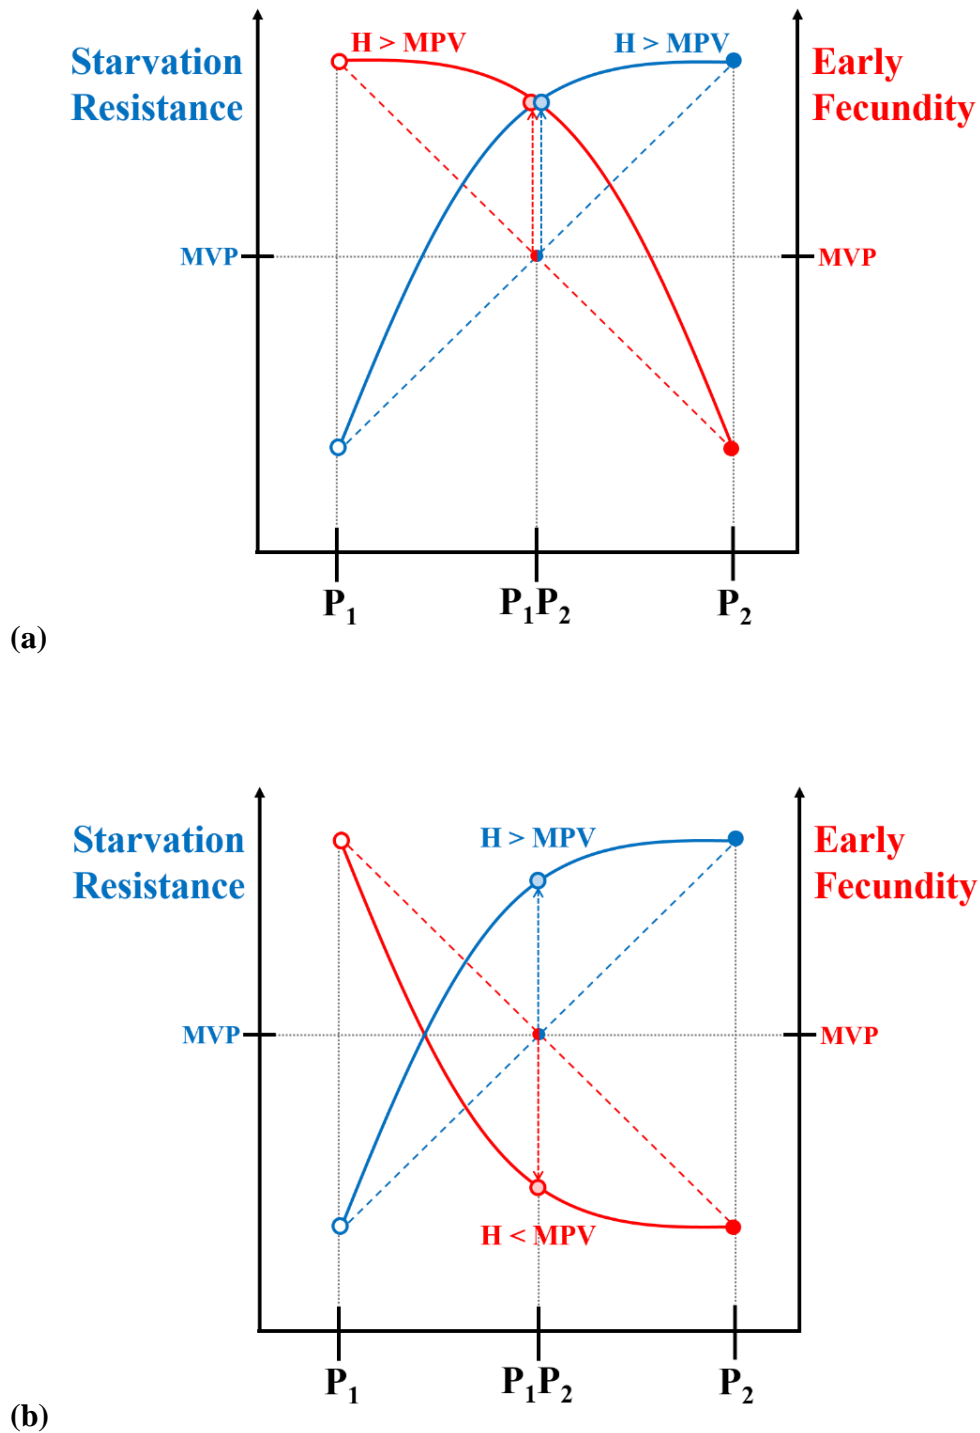 H > MPV
H > MPV
Starvation
Resistance
Early
Fecundity
MVP
MVP
P1
P1P2
P2
(a)
Starvation
Resistance
H > MPV
Early
Fecundity
MVP
MVP
H < MPV
P1
P1P2
P2
(b)